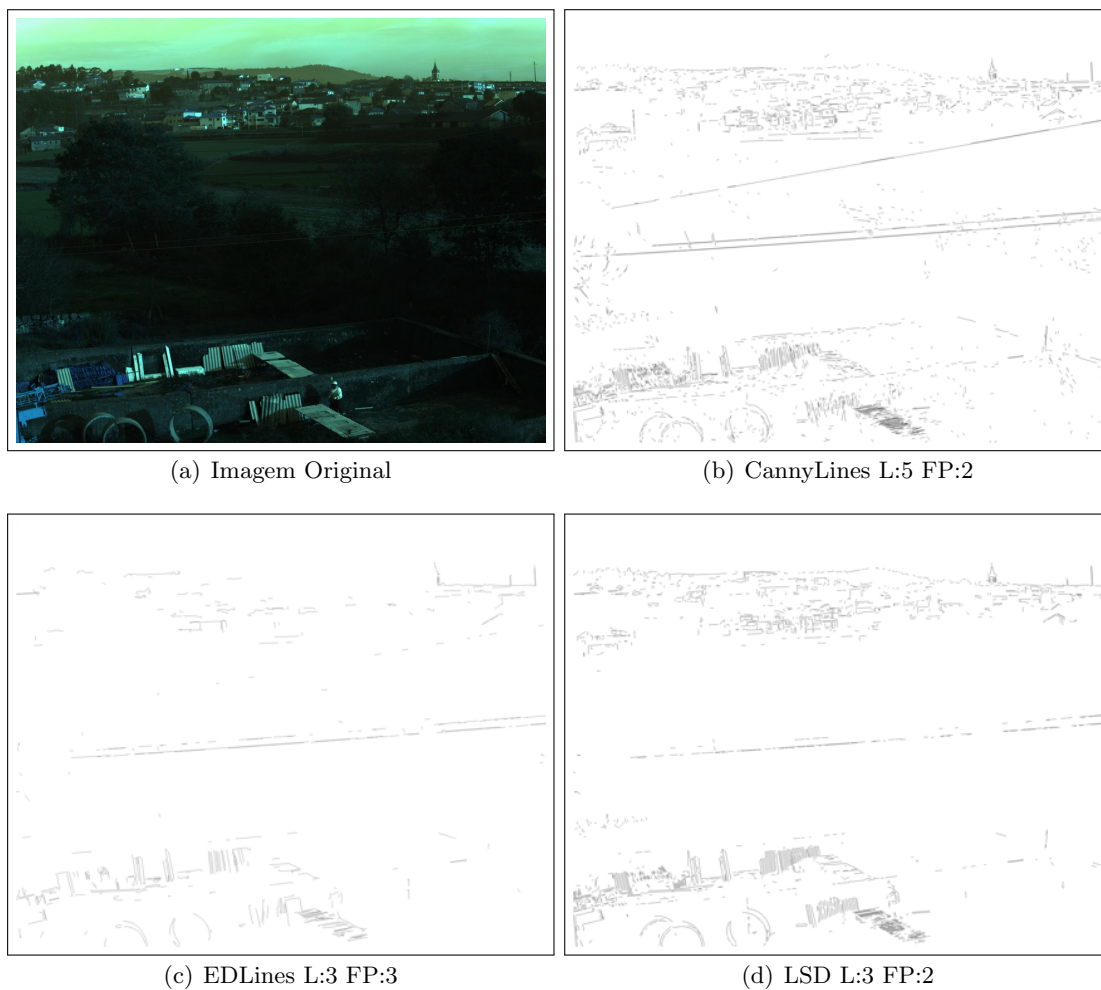 (a) Imagem Original
(b) CannyLines L:5 FP:2
(c) EDLines L:3 FP:3
(d) LSD L:3 FP:2